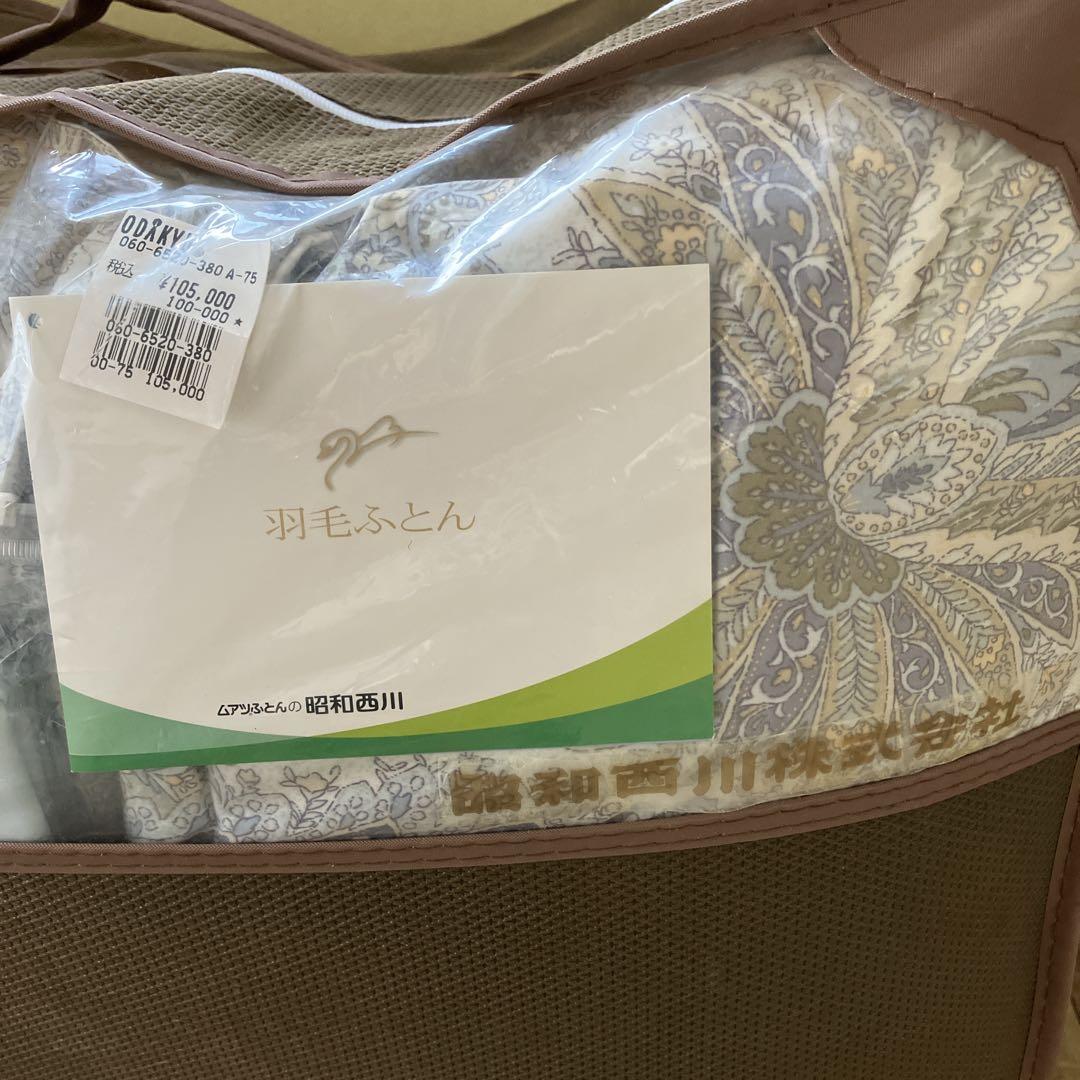 ODAKYU
060-6520-380 A-75
税込 ¥105,000
100-000 *
060-6520-380
00-75 105,000
羽毛ふとん
ムアツふとんの 昭和西川
昭和西川株式会社